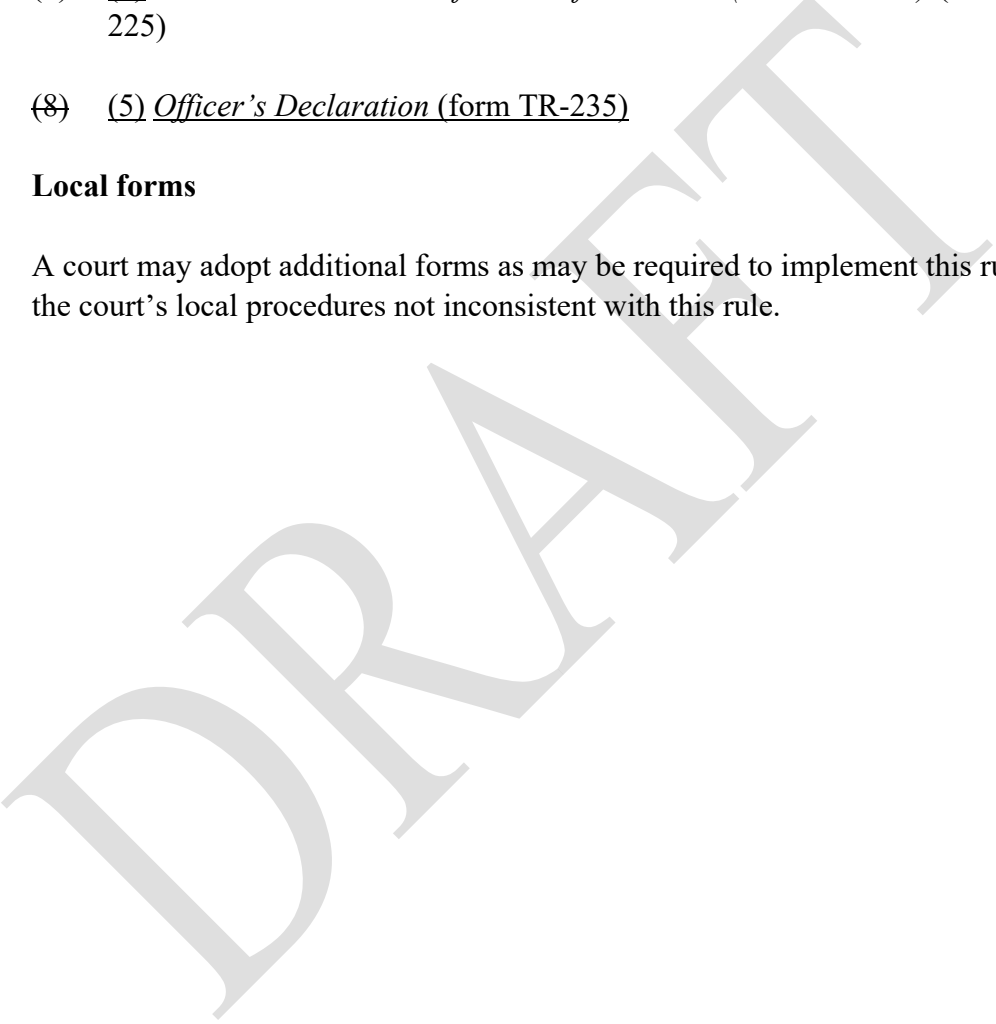 225)
(8) (5) Officer’s Declaration (form TR-235)
Local forms
A court may adopt additional forms as may be required to implement this
the court’s local procedures not inconsistent with this rule.
DRAFT